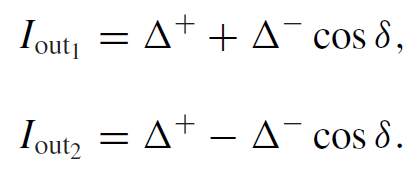 I_out₁ = Δ⁺ + Δ⁻ cos δ,
I_out₂ = Δ⁺ − Δ⁻ cos δ.